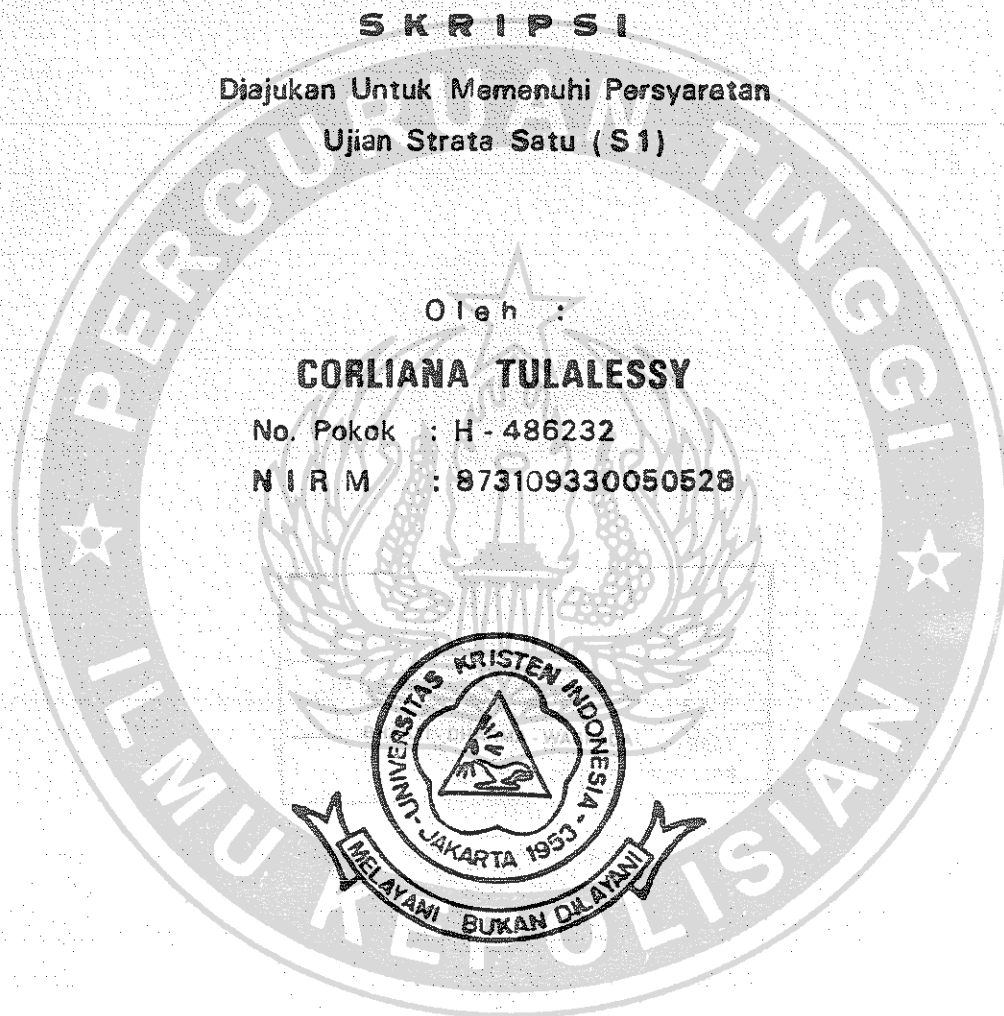 SKRIPSI
Diajukan Untuk Memenuhi Persyaratan
Ujian Strata Satu (S1)
Oleh :
CORLIANA TULALESSY
No. Pokok : H - 486232
NIRM : 873109330050528
UNIVERSITAS KRISTEN INDONESIA - JAKARTA 1953 -
MELAYANI BUKAN DILAYANI
PERGURUAN TINGGI
ILMU KEPOLISIAN